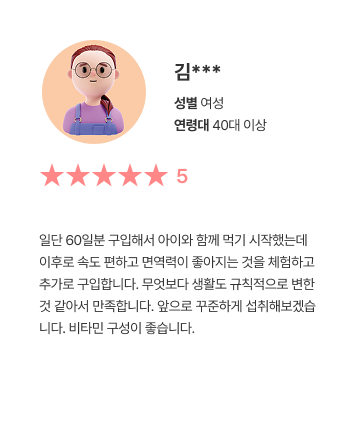 김***
성별 여성
연령대 40대 이상
5
일단 60일분 구입해서 아이와 함께 먹기 시작했는데
이후로 속도 편하고 면역력이 좋아지는 것을 체험하고
추가로 구입합니다. 무엇보다 생활도 규칙적으로 변한
것 같아서 만족합니다. 앞으로 꾸준하게 섭취해보겠습
니다. 비타민 구성이 좋습니다.